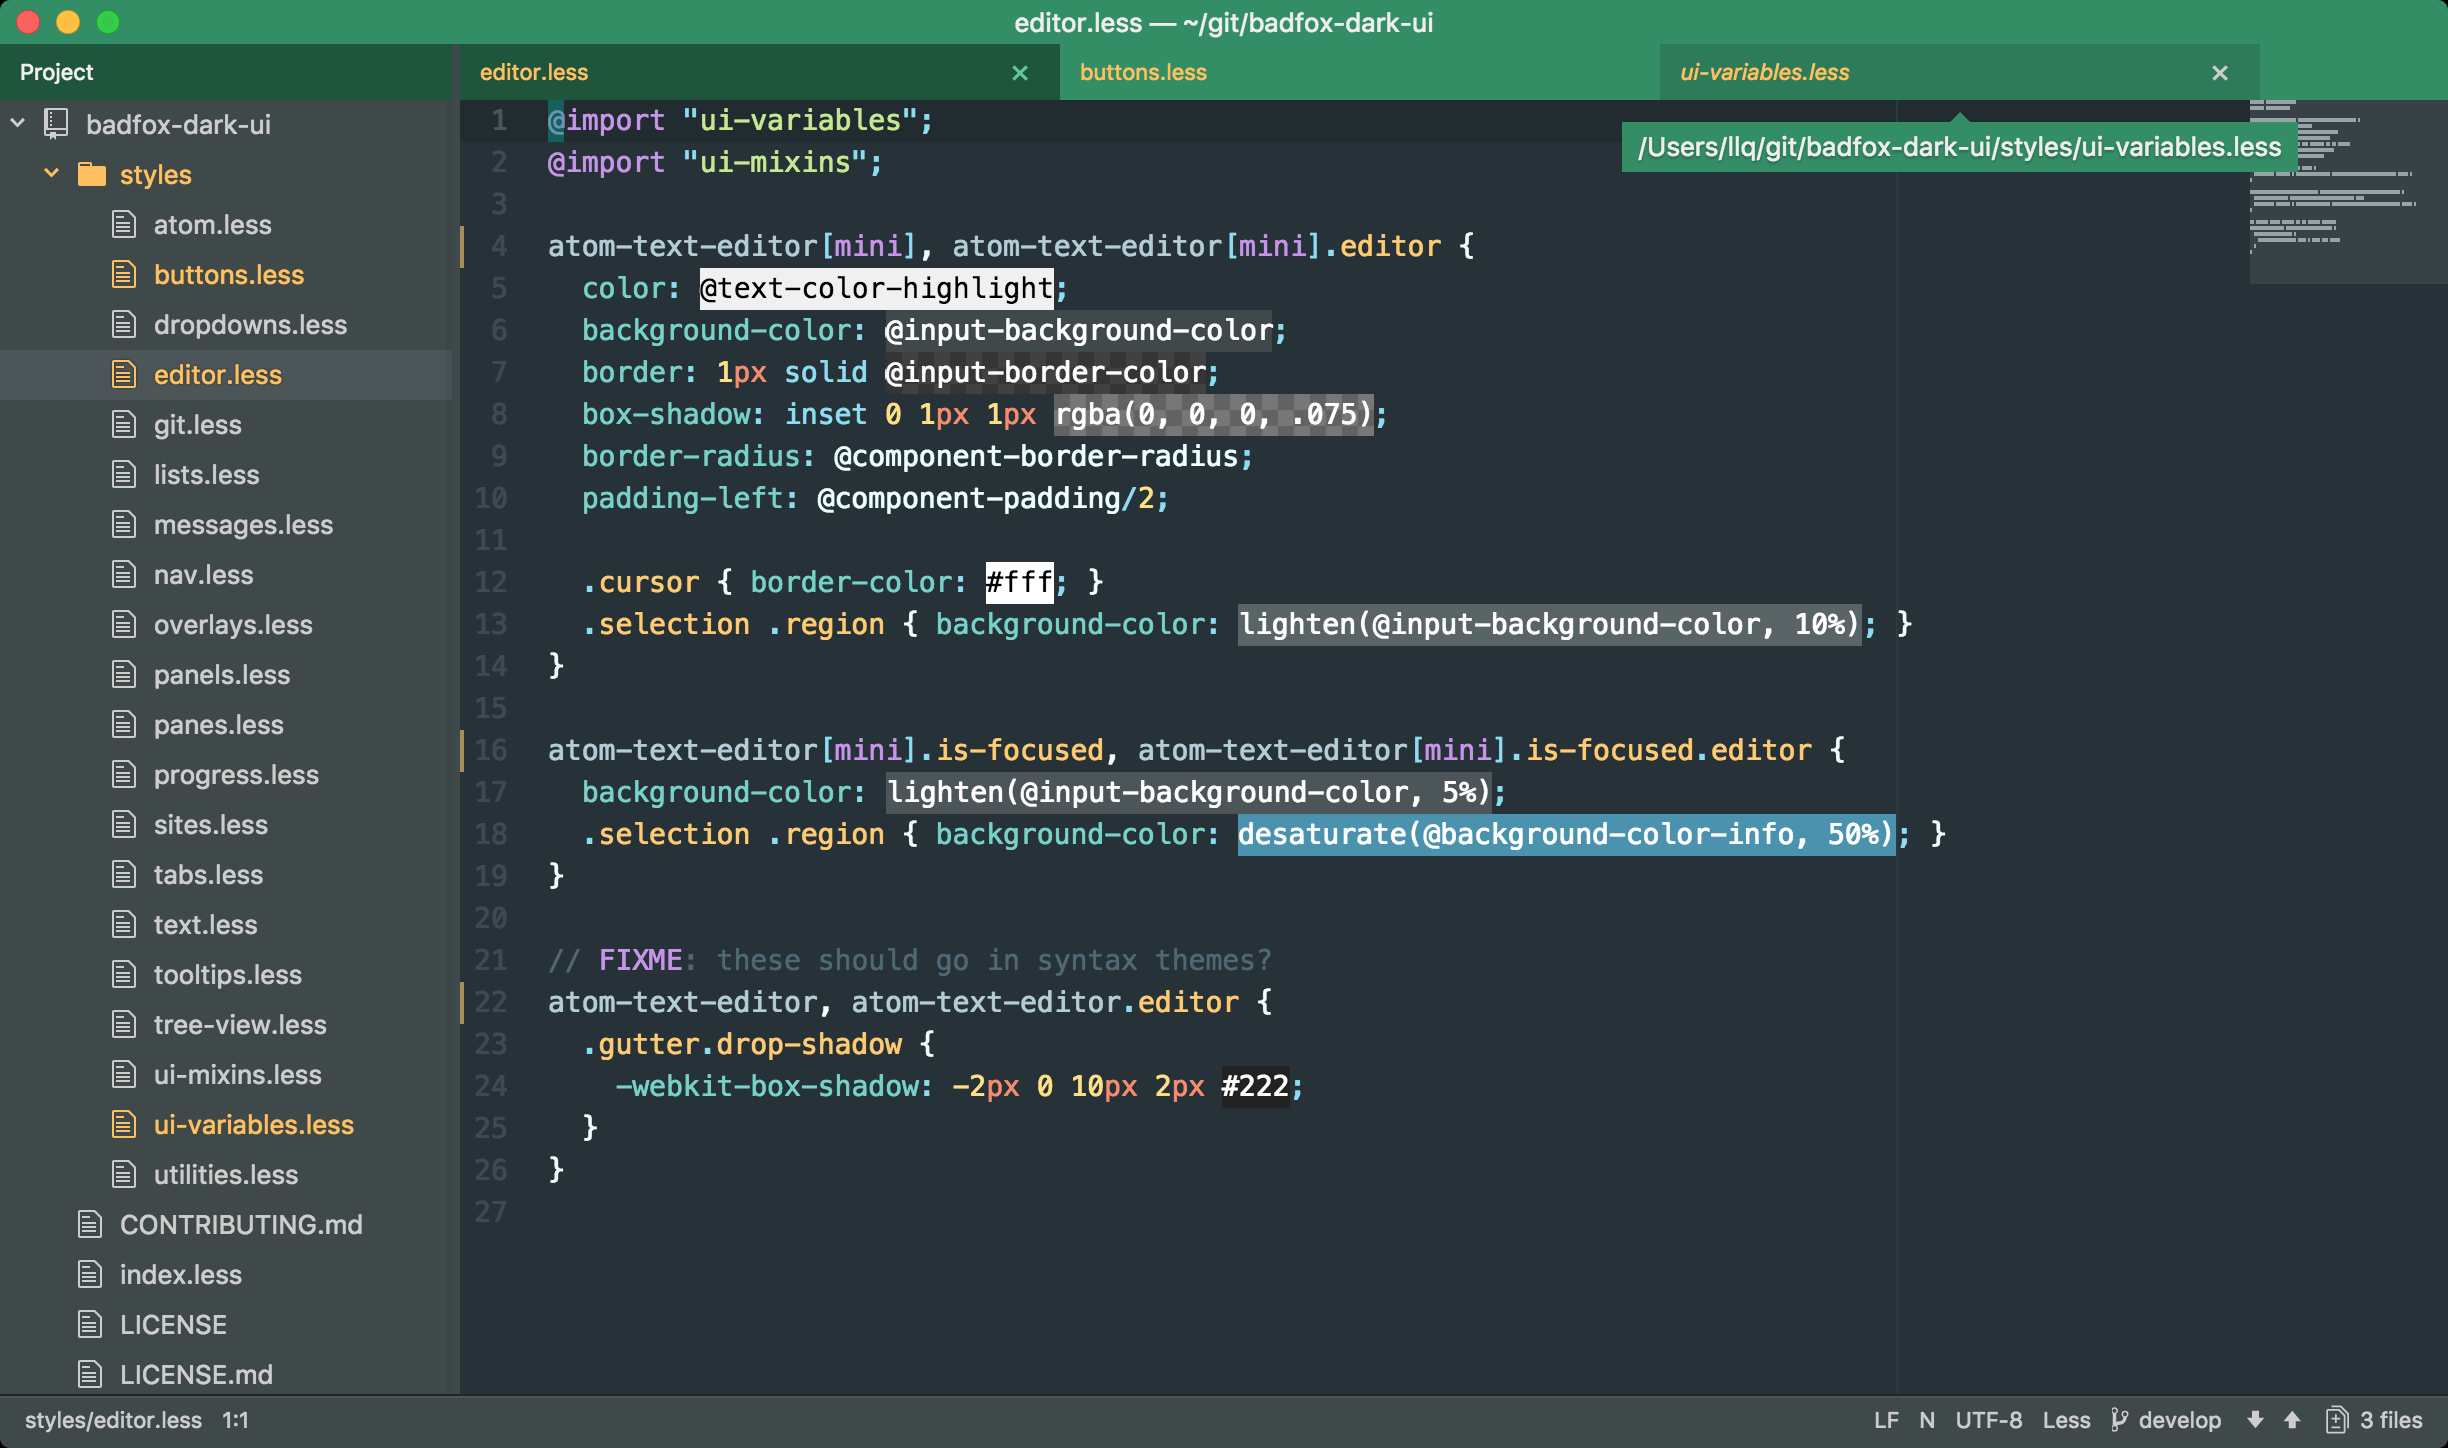 editor.less — ~/git/badfox-dark-ui
Project
badfox-dark-ui
styles
atom.less
buttons.less
dropdowns.less
editor.less
git.less
lists.less
messages.less
nav.less
overlays.less
panels.less
panes.less
progress.less
sites.less
tabs.less
text.less
tooltips.less
tree-view.less
ui-mixins.less
ui-variables.less
utilities.less
CONTRIBUTING.md
index.less
LICENSE
LICENSE.md
editor.less
buttons.less
ui-variables.less
/Users/llq/git/badfox-dark-ui/styles/ui-variables.less
1 @import "ui-variables";
2 @import "ui-mixins";
3
4 atom-text-editor[mini], atom-text-editor[mini].editor {
5 color: @text-color-highlight;
6 background-color: @input-background-color;
7 border: 1px solid @input-border-color;
8 box-shadow: inset 0 1px 1px rgba(0, 0, 0, .075);
9 border-radius: @component-border-radius;
10 padding-left: @component-padding/2;
11
12 .cursor { border-color: #fff; }
13 .selection .region { background-color: lighten(@input-background-color, 10%); }
14 }
15
16 atom-text-editor[mini].is-focused, atom-text-editor[mini].is-focused.editor {
17 background-color: lighten(@input-background-color, 5%);
18 .selection .region { background-color: desaturate(@background-color-info, 50%); }
19 }
20
21 // FIXME: these should go in syntax themes?
22 atom-text-editor, atom-text-editor.editor {
23 .gutter.drop-shadow {
24 -webkit-box-shadow: -2px 0 10px 2px #222;
25 }
26 }
27
styles/editor.less 1:1
LF N UTF-8 Less develop 3 files